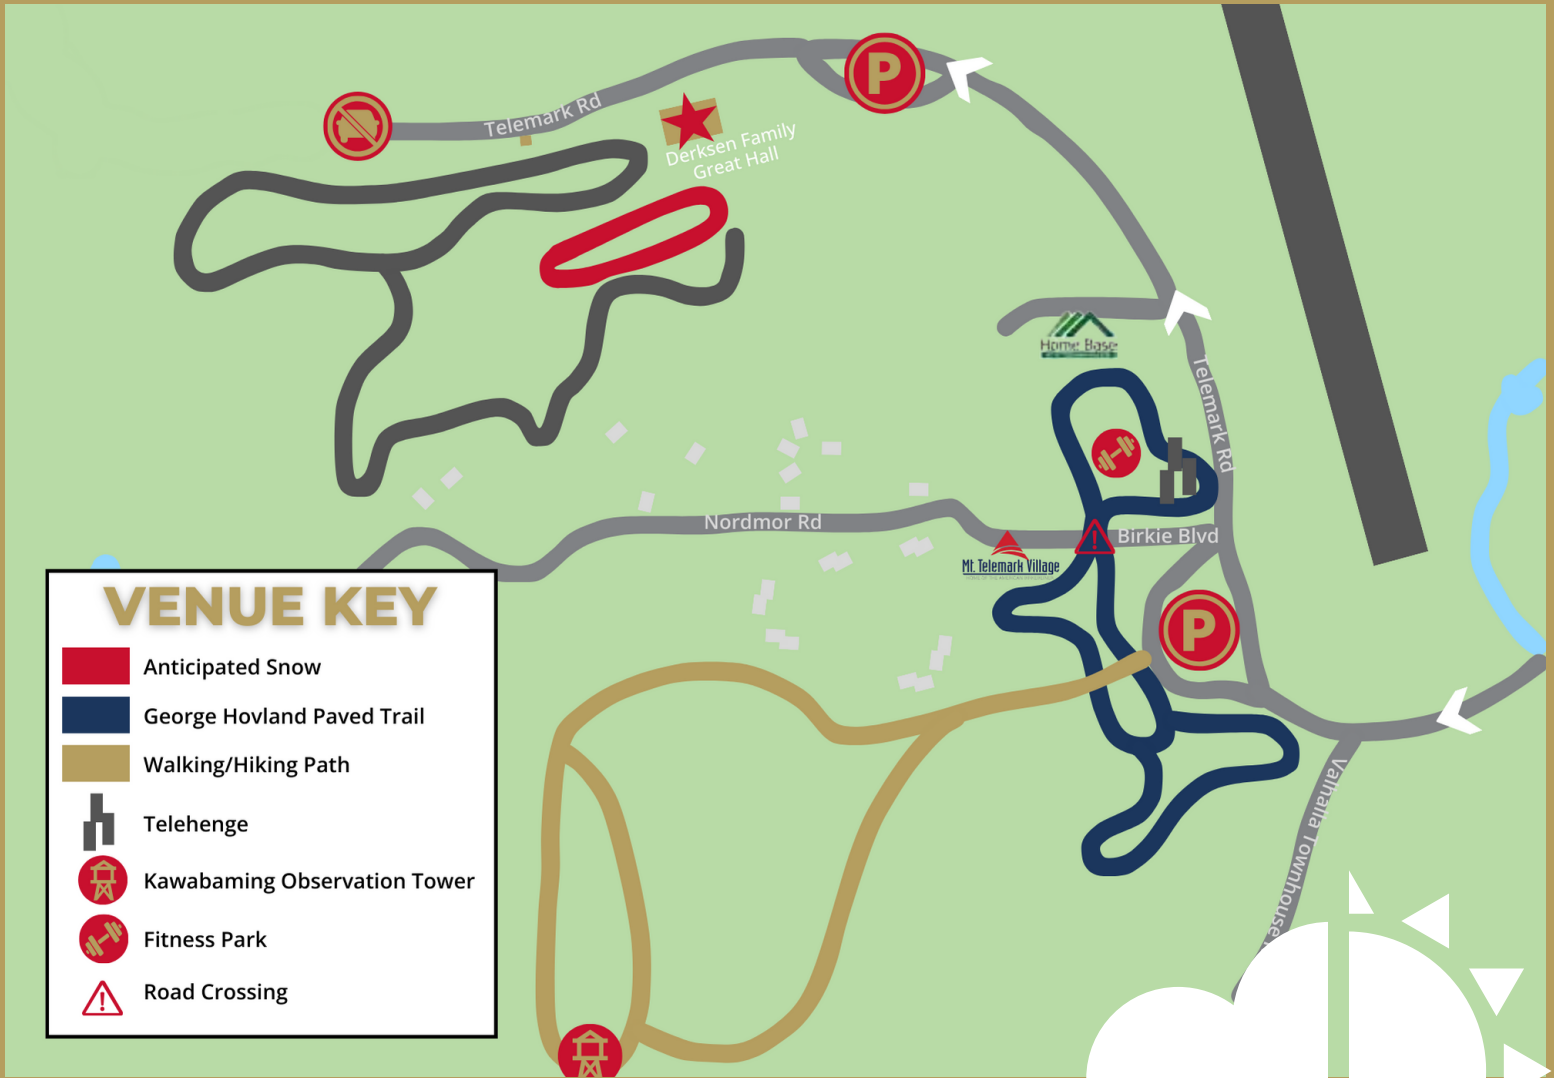 P
Telemark Rd
Derksen Family
Great Hall
Home Base
Telemark Rd
Nordmor Rd
Birkie Blvd
Mt. Telemark Village
P
Valhalla Townhouse
VENUE KEY
Anticipated Snow
George Hovland Paved Trail
Walking/Hiking Path
Telehenge
Kawabaming Observation Tower
Fitness Park
Road Crossing